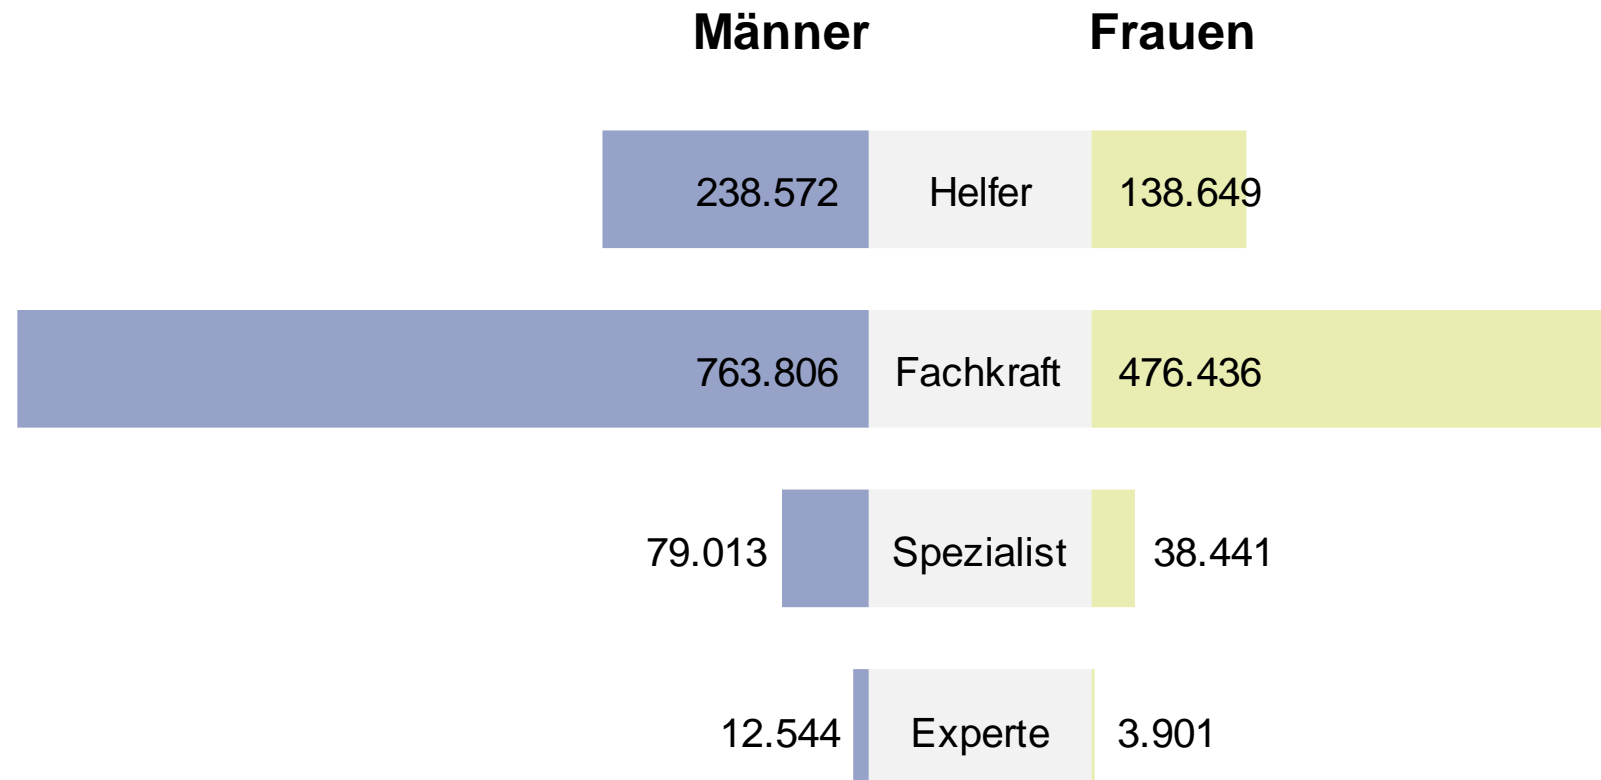 Männer Frauen
238.572 Helfer 138.649
763.806 Fachkraft 476.436
79.013 Spezialist 38.441
12.544 Experte 3.901